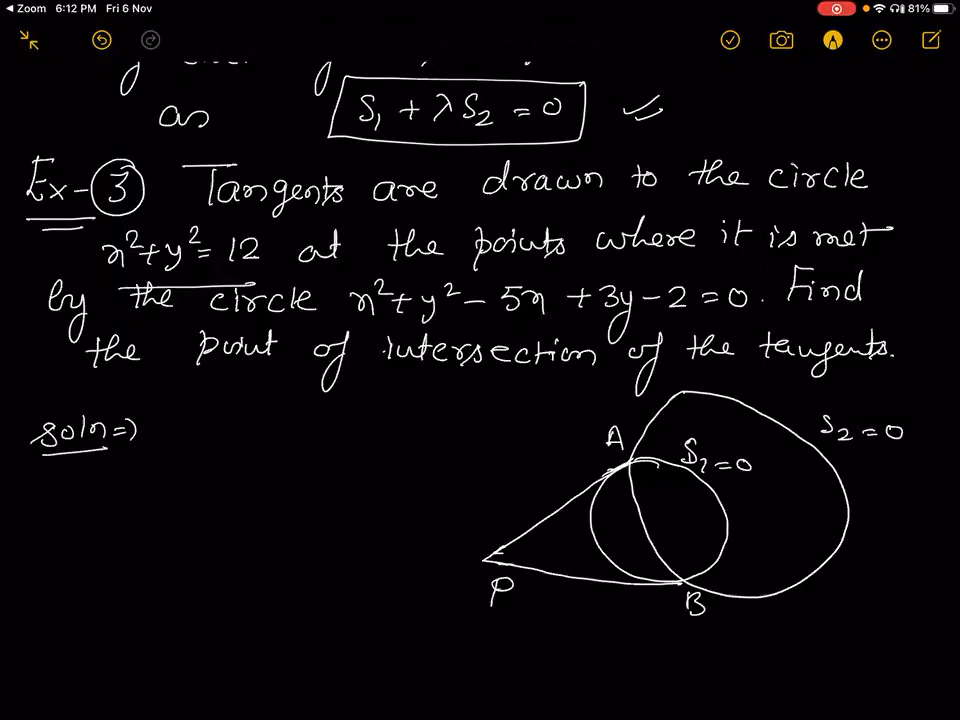 Zoom 6:12 PM Fri 6 Nov 81%
as S₁ + λS₂ = 0
Ex-③ Tangents are drawn to the circle
x²+y²=12 at the points where it is met
by the circle x²+y²-5x+3y-2=0. Find
the point of intersection of the tangents.
soln⇒
S₂=0
A
S₁=0
P
B